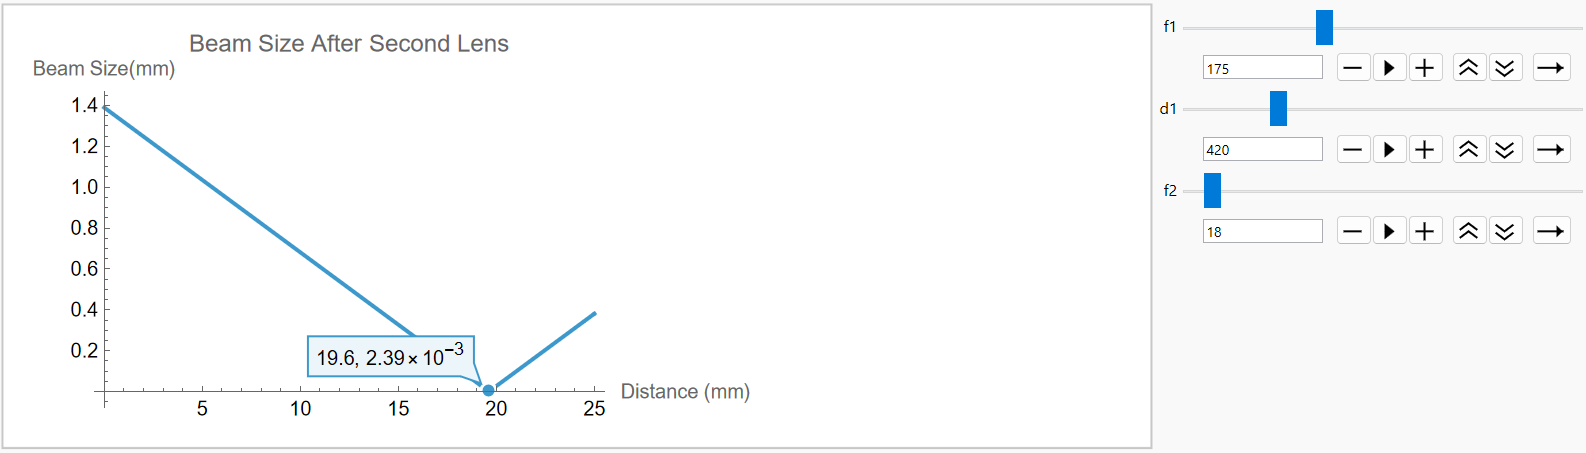 Beam Size After Second Lens
Beam Size(mm)
1.4
1.2
1.0
0.8
0.6
0.4
0.2
19.6, 2.39×10⁻³
5 10 15 20 25
Distance (mm)
f1
175
d1
420
f2
18